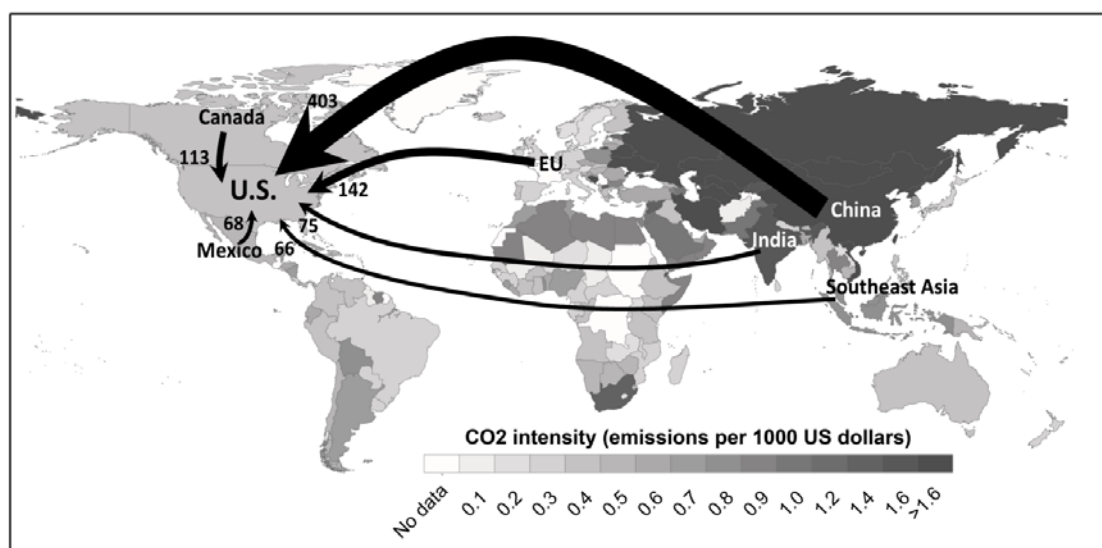 403
Canada
113
EU
U.S.
142
China
68
75
India
Mexico
66
Southeast Asia
CO2 intensity (emissions per 1000 US dollars)
No data 0.1 0.2 0.3 0.4 0.5 0.6 0.7 0.8 0.9 1.0 1.2 1.4 1.6 >1.6